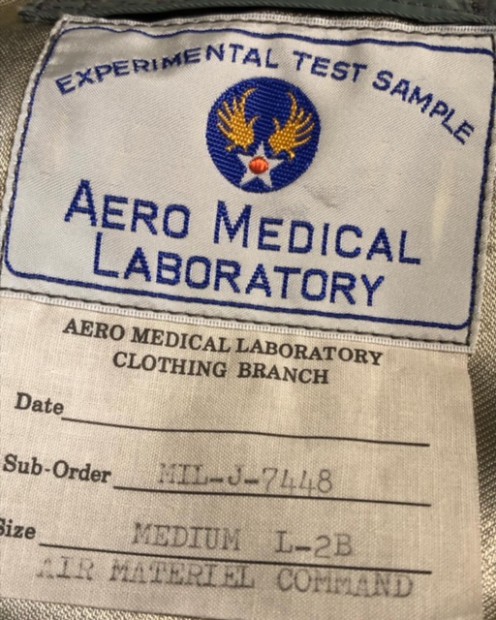 EXPERIMENTAL TEST SAMPLE
AERO MEDICAL
LABORATORY
AERO MEDICAL LABORATORY
CLOTHING BRANCH
Date
Sub-Order MIL-J-7448
Size MEDIUM L-2B
AIR MATERIEL COMMAND